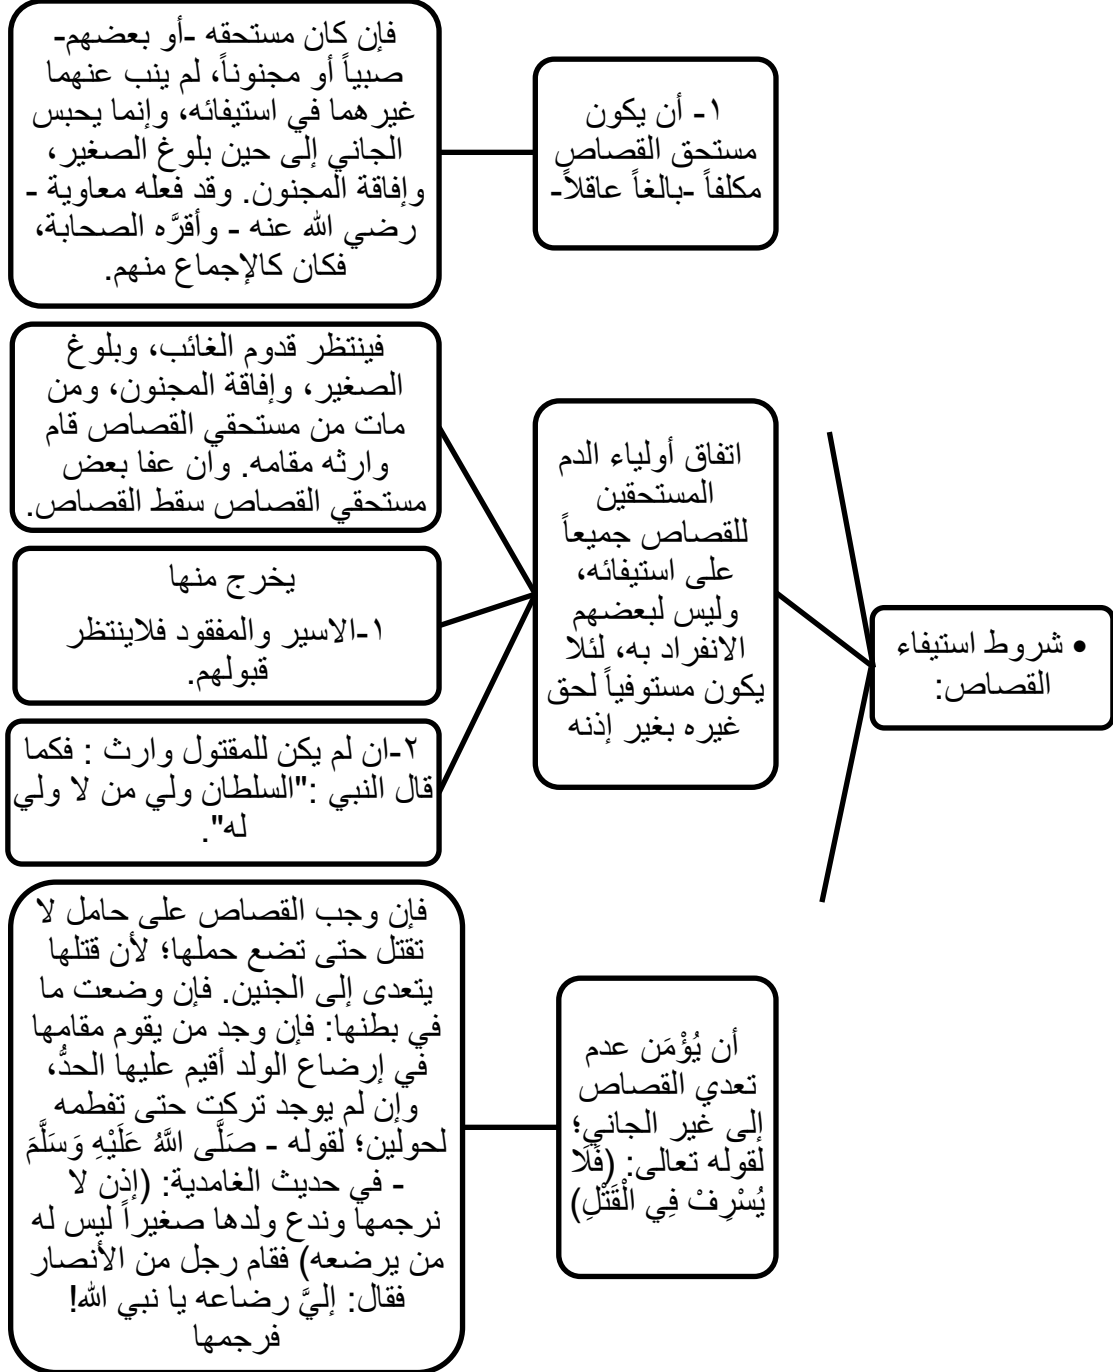 • شروط استيفاء
القصاص:
١- أن يكون
مستحق القصاص
مكلفاً -بالغاً عاقلاً-
فإن كان مستحقه -أو بعضهم-
صبياً أو مجنوناً، لم ينب عنهما
غيرهما في استيفائه، وإنما يحبس
الجاني إلى حين بلوغ الصغير،
وإفاقة المجنون. وقد فعله معاوية -
رضي الله عنه - وأقرَّه الصحابة،
فكان كالإجماع منهم.
اتفاق أولياء الدم
المستحقين
للقصاص جميعاً
على استيفائه،
وليس لبعضهم
الانفراد به، لئلا
يكون مستوفياً لحق
غيره بغير إذنه
فينتظر قدوم الغائب، وبلوغ
الصغير، وإفاقة المجنون، ومن
مات من مستحقي القصاص قام
وارثه مقامه. وان عفا بعض
مستحقي القصاص سقط القصاص.
يخرج منها
١-الاسير والمفقود فلاينتظر
قبولهم.
٢-ان لم يكن للمقتول وارث : فكما
قال النبي :"السلطان ولي من لا ولي
له".
أن يُؤْمَن عدم
تعدي القصاص
إلى غير الجاني؛
لقوله تعالى: (فَلَا
يُسْرِفْ فِي الْقَتْلِ)
فإن وجب القصاص على حامل لا
تقتل حتى تضع حملها؛ لأن قتلها
يتعدى إلى الجنين. فإن وضعت ما
في بطنها: فإن وجد من يقوم مقامها
في إرضاع الولد أقيم عليها الحدُّ،
وإن لم يوجد تركت حتى تفطمه
لحولين؛ لقوله - صَلَّى اللَّهُ عَلَيْهِ وَسَلَّمَ
- في حديث الغامدية: (إذن لا
نرجمها وندع ولدها صغيراً ليس له
من يرضعه) فقام رجل من الأنصار
فقال: إليَّ رضاعه يا نبي الله!
فرجمها